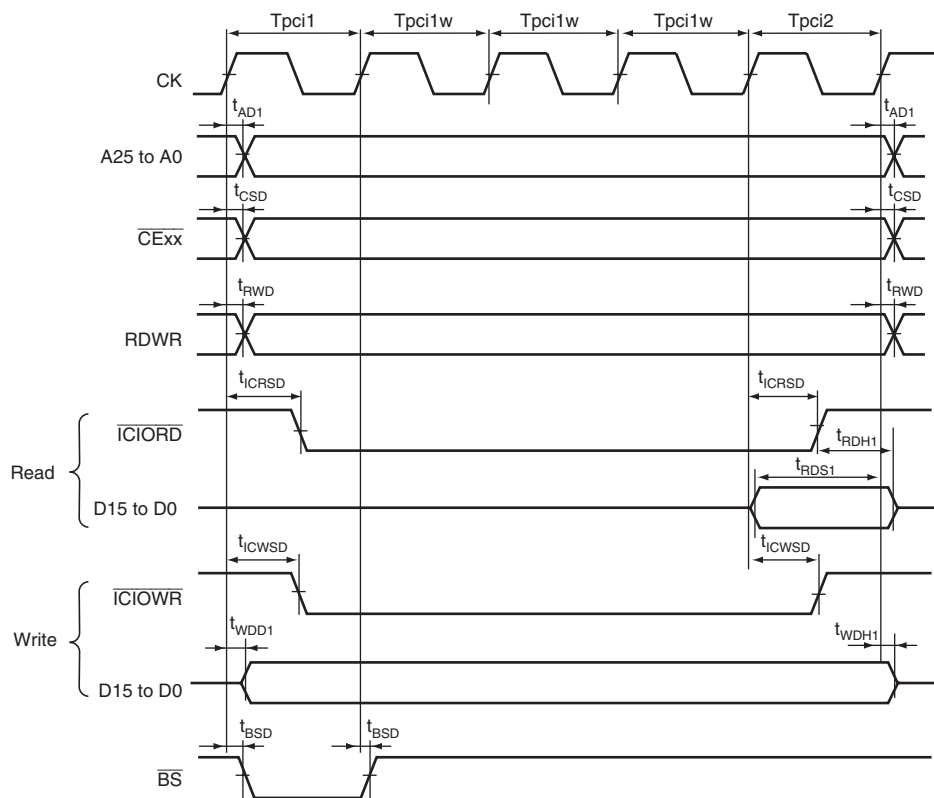 Tpci1 Tpci1w Tpci1w Tpci1w Tpci2
CK
tAD1 tAD1
A25 to A0
tCSD tCSD
CExx
tRWD tRWD
RDWR
tICRSD tICRSD
ICIORD
tRDH1
Read
tRDS1
D15 to D0
tICWSD tICWSD
ICIOWR
Write
tWDD1 tWDH1
D15 to D0
tBSD tBSD
BS